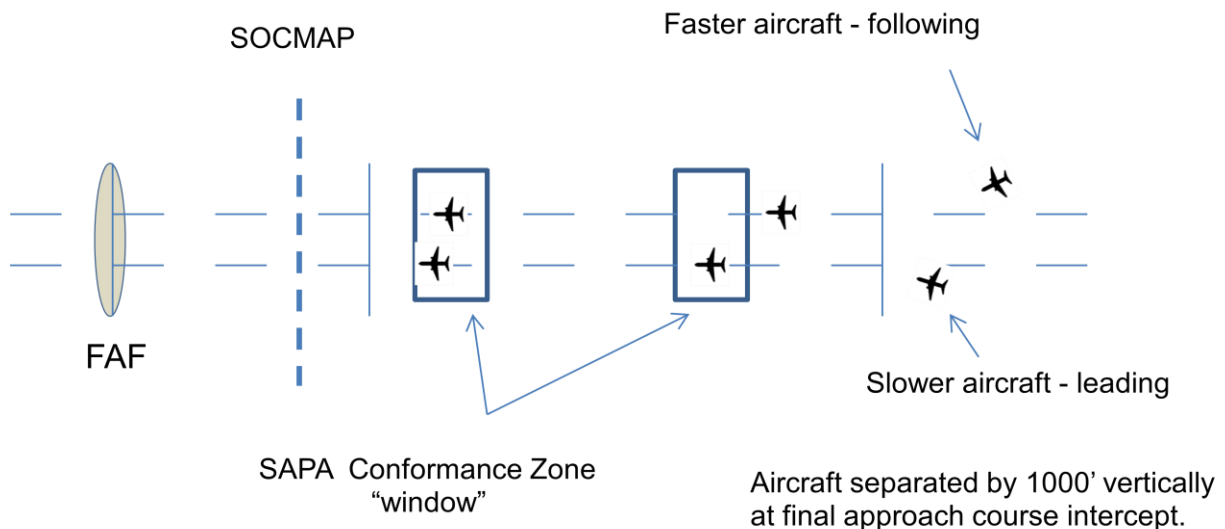 Faster aircraft - following
SOCMAP
FAF
Slower aircraft - leading
SAPA  Conformance Zone
“window”
Aircraft separated by 1000’ vertically
at final approach course intercept.